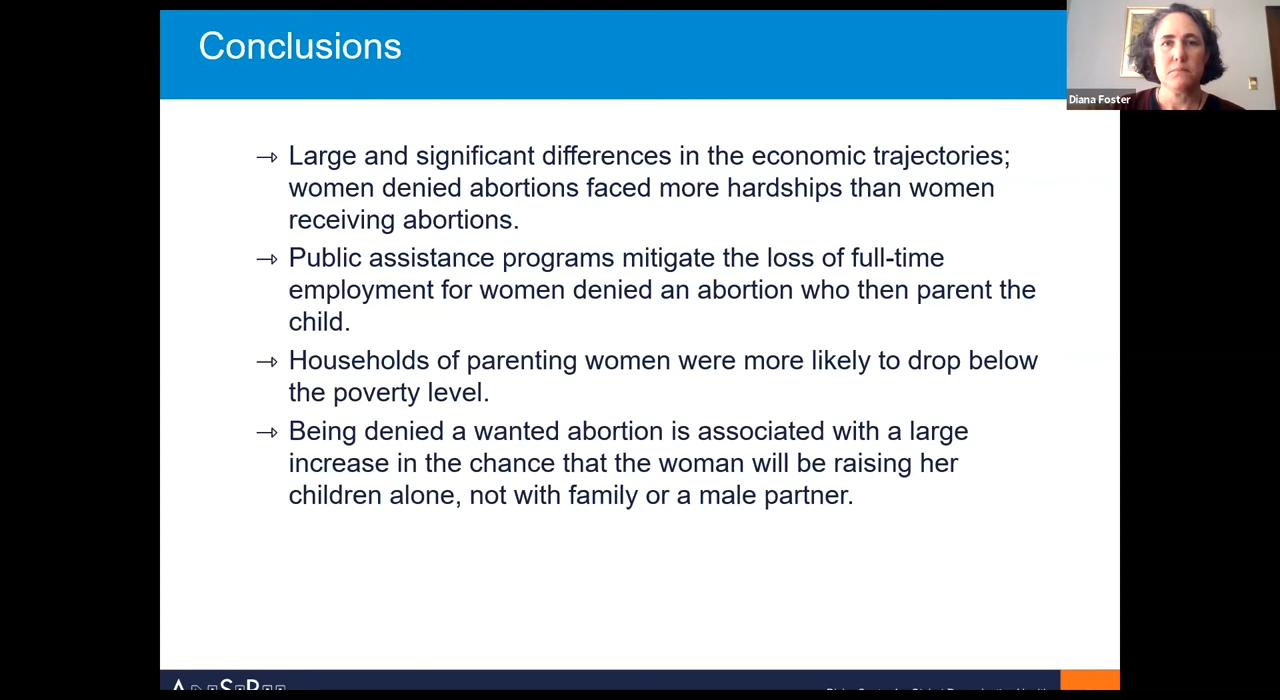 Conclusions
Diana Foster
→ Large and significant differences in the economic trajectories;
women denied abortions faced more hardships than women
receiving abortions.
→ Public assistance programs mitigate the loss of full-time
employment for women denied an abortion who then parent the
child.
→ Households of parenting women were more likely to drop below
the poverty level.
→ Being denied a wanted abortion is associated with a large
increase in the chance that the woman will be raising her
children alone, not with family or a male partner.